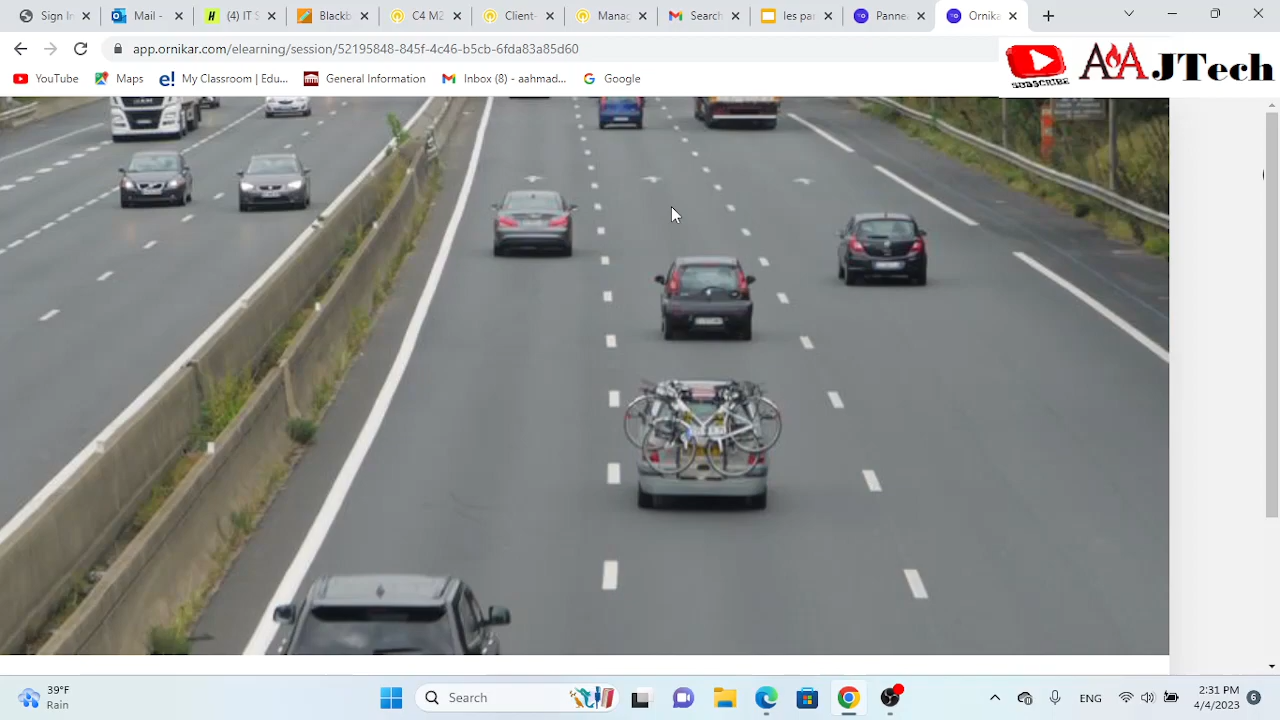 Sign in
Mail -
(4)
Blackb
C4 M2
Client-
Manag
Search
les pa
Panne
Ornika
app.ornikar.com/elearning/session/52195848-845f-4c46-b5cb-6fda83a85d60
YouTube
Maps
My Classroom | Edu...
General Information
Inbox (8) - aahmad...
Google
SUBSCRIBE
AAJTech
39°F
Rain
Search
ENG
2:31 PM
4/4/2023
6